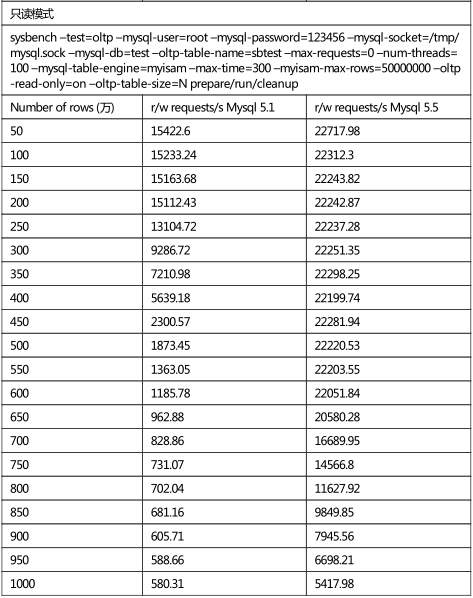 只读模式
sysbench –test=oltp –mysql-user=root –mysql-password=123456 –mysql-socket=/tmp/
mysql.sock –mysql-db=test –oltp-table-name=sbtest –max-requests=0 –num-threads=
100 –mysql-table-engine=myisam –max-time=300 –myisam-max-rows=50000000 –oltp
-read-only=on –oltp-table-size=N prepare/run/cleanup
Number of rows (万) r/w requests/s Mysql 5.1 r/w requests/s Mysql 5.5
50 15422.6 22717.98
100 15233.24 22312.3
150 15163.68 22243.82
200 15112.43 22242.87
250 13104.72 22237.28
300 9286.72 22251.35
350 7210.98 22298.25
400 5639.18 22199.74
450 2300.57 22281.94
500 1873.45 22220.53
550 1363.05 22203.55
600 1185.78 22051.84
650 962.88 20580.28
700 828.86 16689.95
750 731.07 14566.8
800 702.04 11627.92
850 681.16 9849.85
900 605.71 7945.56
950 588.66 6698.21
1000 580.31 5417.98